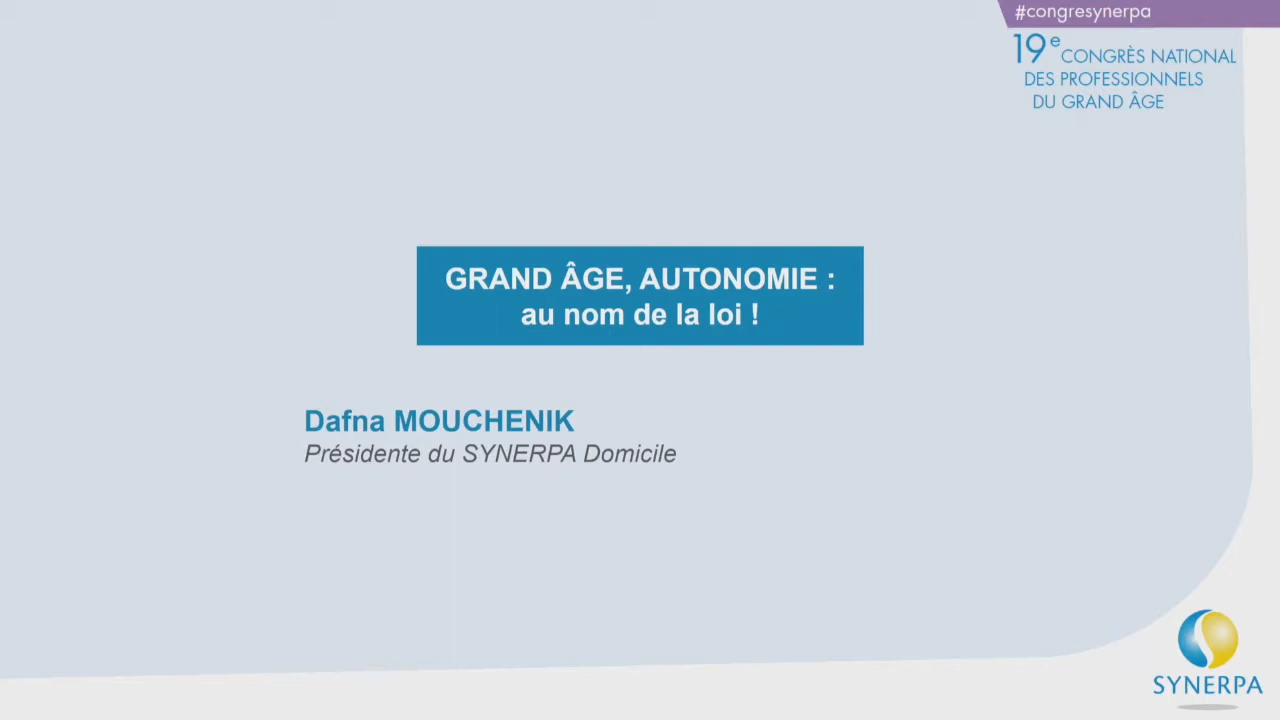 #congresynerpa
19e CONGRÈS NATIONAL
DES PROFESSIONNELS
DU GRAND ÂGE
GRAND ÂGE, AUTONOMIE :
au nom de la loi !
Dafna MOUCHENIK
Présidente du SYNERPA Domicile
SYNERPA